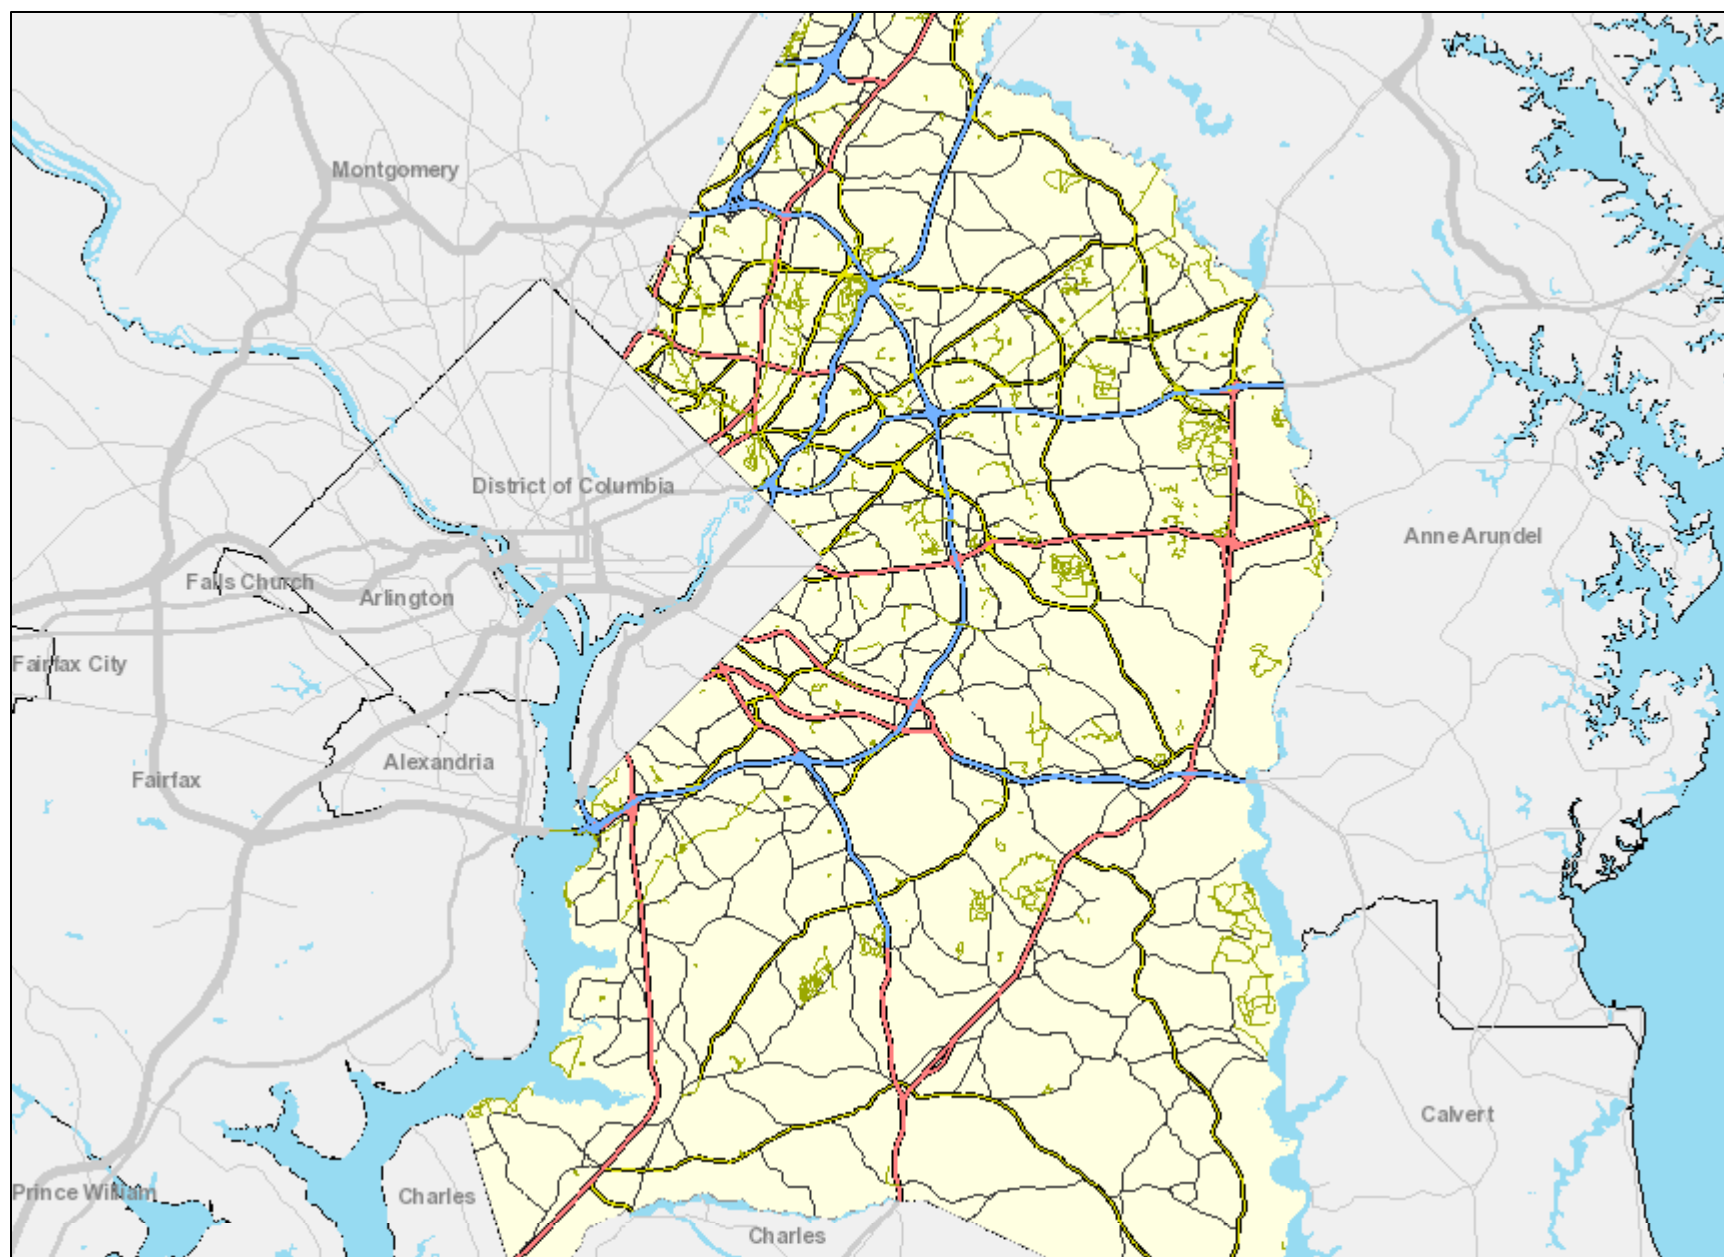 Montgomery
District of Columbia
Anne Arundel
Falls Church
Arlington
Fairfax City
Alexandria
Fairfax
Calvert
Prince William
Charles
Charles